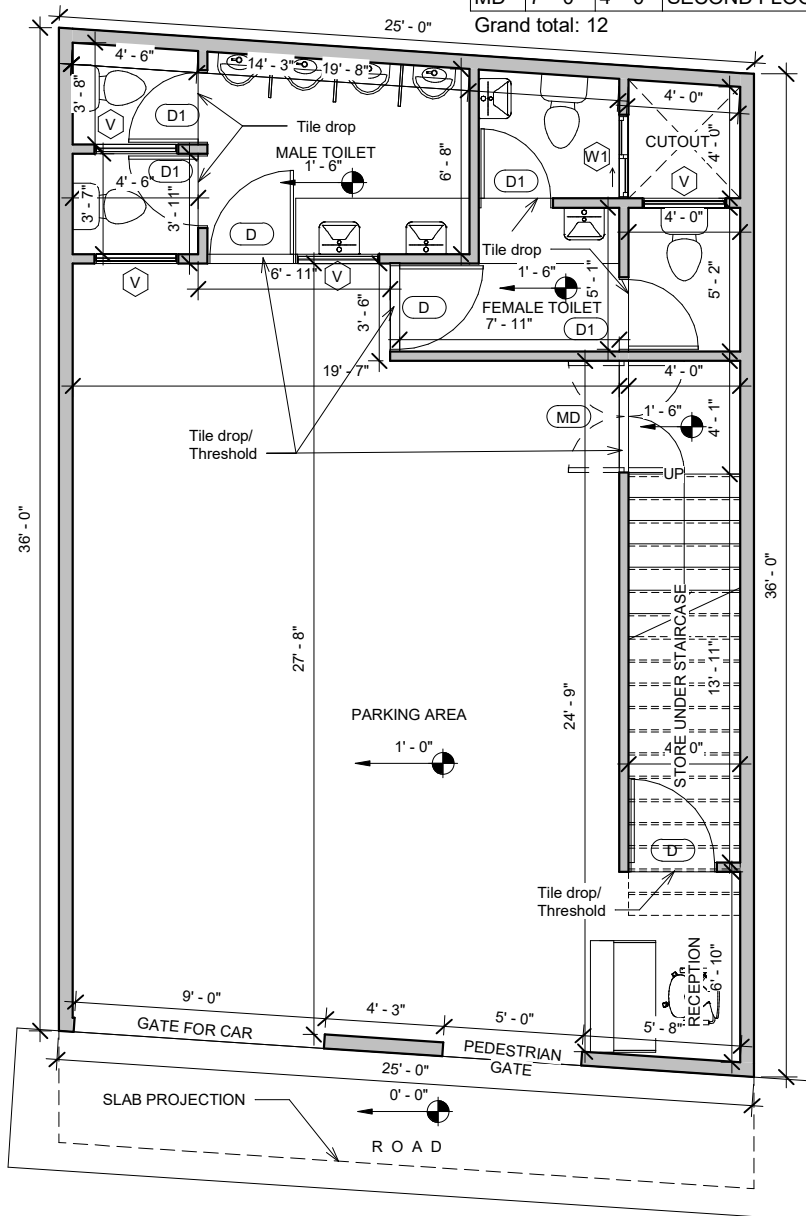 MD 7' - 0" 4' - 0" SECOND FLOO
Grand total: 12
25' - 0"
4' - 6"
14' - 3"
19' - 8"
3' - 8"
V
D1
Tile drop
MALE TOILET
1' - 6"
6' - 8"
4' - 0"
CUTOUT
4' - 0"
W1
V
D1
D1
4' - 6"
3' - 7"
3' - 11"
D
Tile drop
4' - 0"
V
6' - 11"
V
1' - 6"
5' - 1"
5' - 2"
FEMALE TOILET
D
7' - 11"
D1
3' - 6"
19' - 7"
4' - 0"
MD
1' - 6"
4' - 1"
Tile drop/
Threshold
UP
36' - 0"
36' - 0"
27' - 8"
24' - 9"
STORE UNDER STAIRCASE
13' - 11"
PARKING AREA
1' - 0"
D
Tile drop/
Threshold
RECEPTION
6' - 10"
9' - 0"
4' - 3"
5' - 0"
5' - 8"
GATE FOR CAR
PEDESTRIAN
GATE
25' - 0"
0' - 0"
SLAB PROJECTION
R O A D